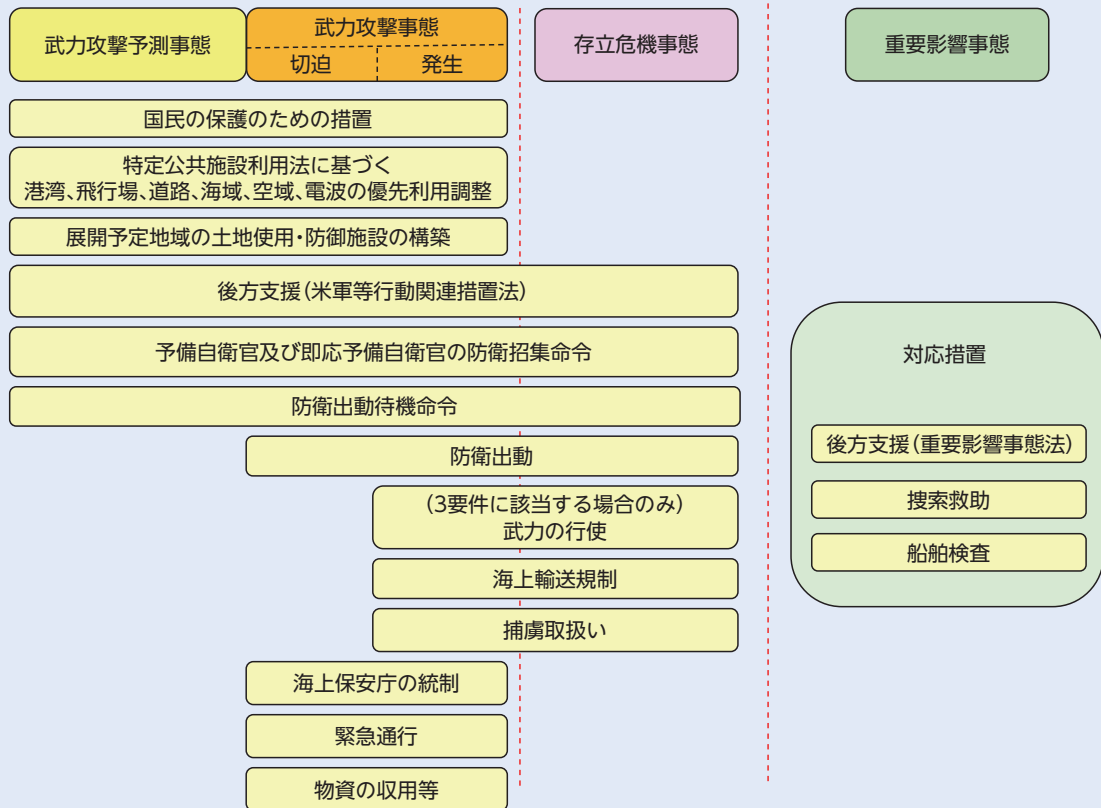 武力攻撃予測事態
武力攻撃事態
切迫
発生
存立危機事態
重要影響事態
国民の保護のための措置
特定公共施設利用法に基づく
港湾、飛行場、道路、海域、空域、電波の優先利用調整
展開予定地域の土地使用・防御施設の構築
後方支援（米軍等行動関連措置法）
予備自衛官及び即応予備自衛官の防衛招集命令
防衛出動待機命令
防衛出動
（3要件に該当する場合のみ）
武力の行使
海上輸送規制
捕虜取扱い
海上保安庁の統制
緊急通行
物資の収用等
対応措置
後方支援（重要影響事態法）
捜索救助
船舶検査